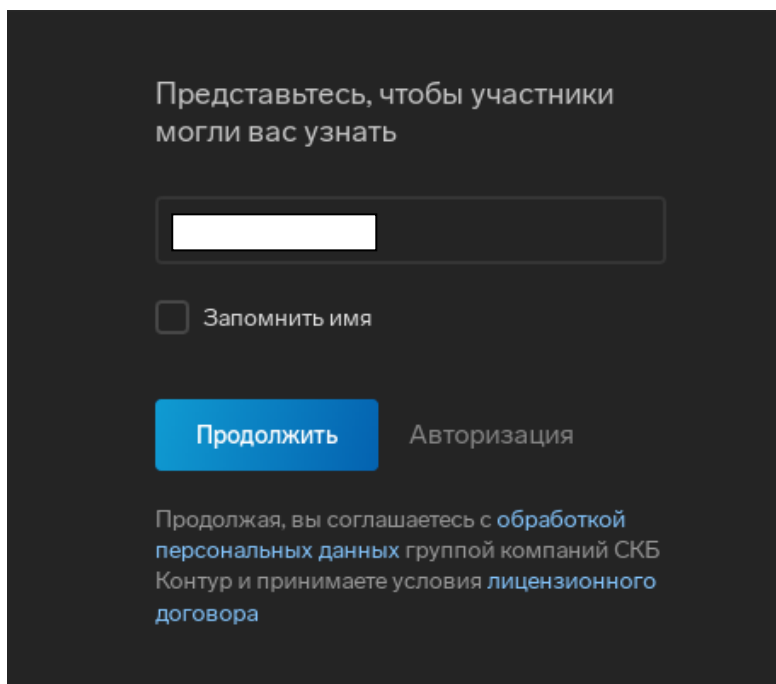 Представьтесь, чтобы участники
могли вас узнать
Запомнить имя
Продолжить
Авторизация
Продолжая, вы соглашаетесь с обработкой
персональных данных группой компаний СКБ
Контур и принимаете условия лицензионного
договора